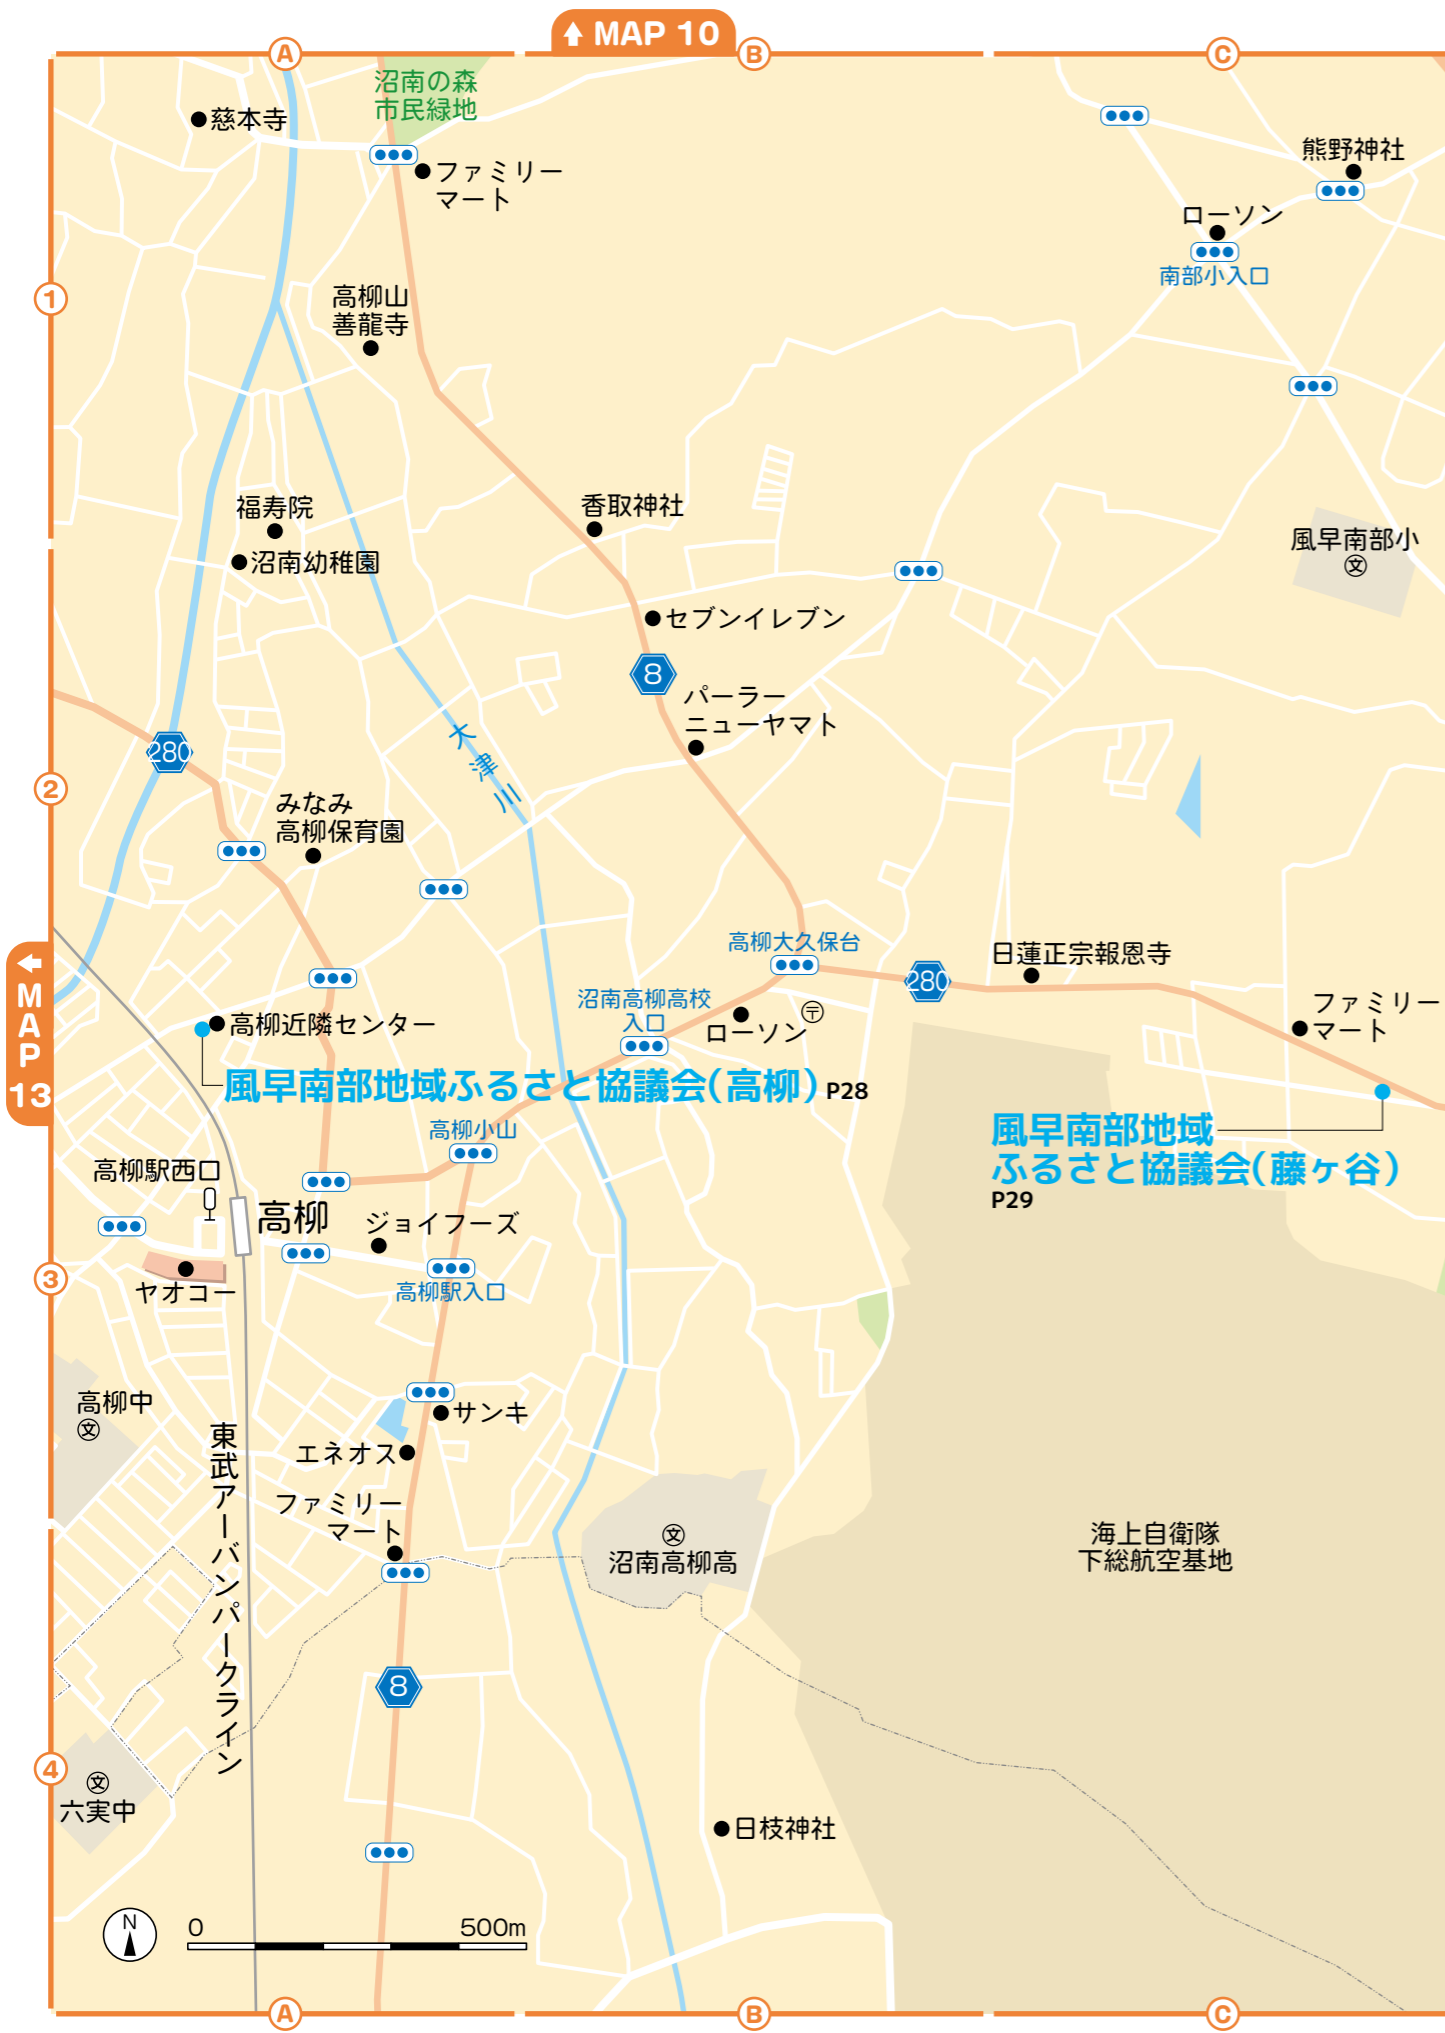 MAP 10
A
B
C
沼南の森
市民緑地
慈本寺
ファミリー
マート
熊野神社
ローソン
南部小入口
1
高柳山
善龍寺
福寿院
沼南幼稚園
香取神社
風早南部小
文
セブンイレブン
8
パーラー
ニューヤマト
大津川
280
2
みなみ
高柳保育園
高柳大久保台
280
日蓮正宗報恩寺
沼南高柳高校
入口
ローソン
〒
ファミリー
マート
MAP
13
高柳近隣センター
風早南部地域ふるさと協議会(高柳) P28
風早南部地域
ふるさと協議会(藤ヶ谷)
P29
高柳小山
高柳駅西口
高柳
ジョイフーズ
3
ヤオコー
高柳駅入口
高柳中
文
サンキ
東武アーバンパークライン
エネオス
ファミリー
マート
文
沼南高柳高
海上自衛隊
下総航空基地
8
4
文
六実中
日枝神社
N
0
500m
A
B
C